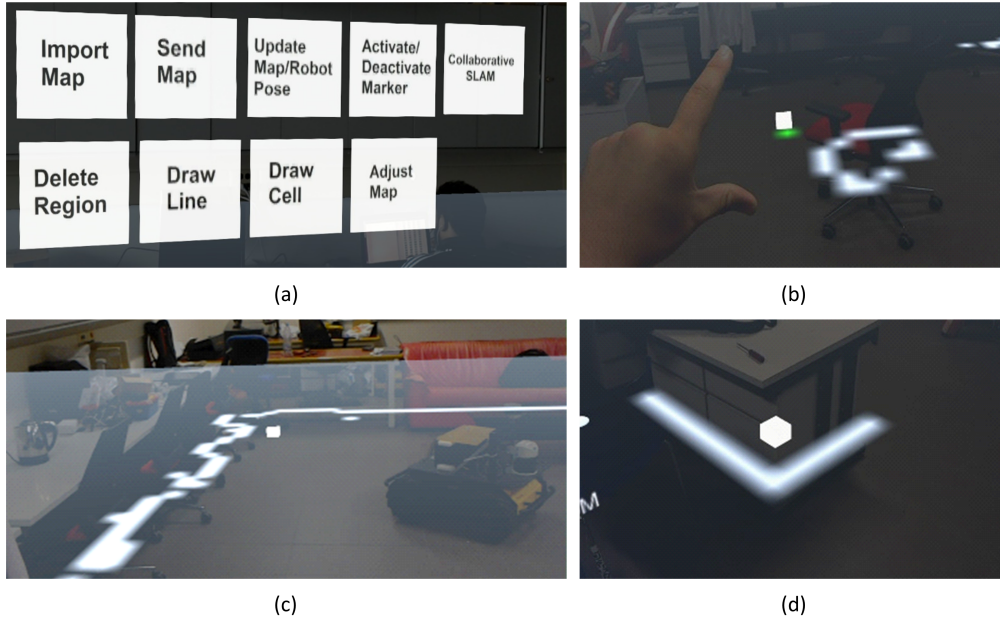 Import
Map
Send
Map
Update
Map/Robot
Pose
Activate/
Deactivate
Marker
Collaborative
SLAM
Delete
Region
Draw
Line
Draw
Cell
Adjust
Map
(a)
(b)
(c)
M
(d)